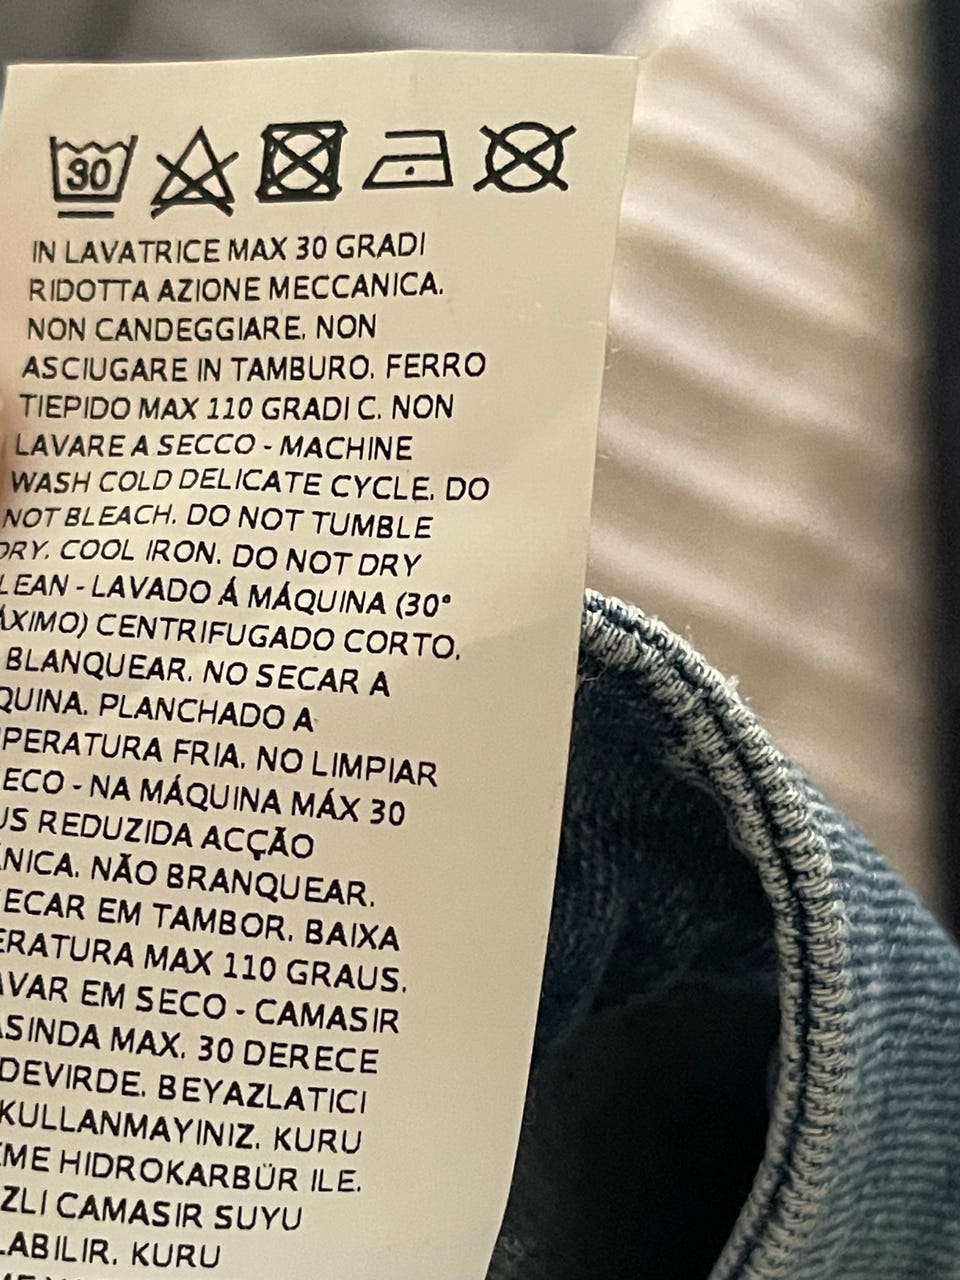 30
IN LAVATRICE MAX 30 GRADI
RIDOTTA AZIONE MECCANICA.
NON CANDEGGIARE. NON
ASCIUGARE IN TAMBURO. FERRO
TIEPIDO MAX 110 GRADI C. NON
LAVARE A SECCO - MACHINE
WASH COLD DELICATE CYCLE. DO
NOT BLEACH. DO NOT TUMBLE
DRY. COOL IRON. DO NOT DRY
LEAN - LAVADO Á MÁQUINA (30°
ÁXIMO) CENTRIFUGADO CORTO.
BLANQUEAR. NO SECAR A
QUINA. PLANCHADO A
PERATURA FRIA. NO LIMPIAR
ECO - NA MÁQUINA MÁX 30
US REDUZIDA ACÇÃO
NICA. NÃO BRANQUEAR.
ECAR EM TAMBOR. BAIXA
ERATURA MAX 110 GRAUS.
AVAR EM SECO - CAMASIR
ASINDA MAX. 30 DERECE
DEVIRDE. BEYAZLATICI
KULLANMAYINIZ. KURU
ME HIDROKARBÜR ILE.
ZLI CAMASIR SUYU
LABILIR. KURU